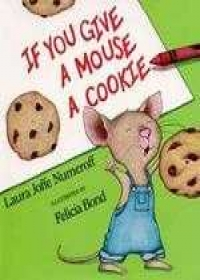 IF YOU GIVE
A MOUSE
A COOKIE
Laura Joffe Numeroff
ILLUSTRATED BY
Felicia Bond